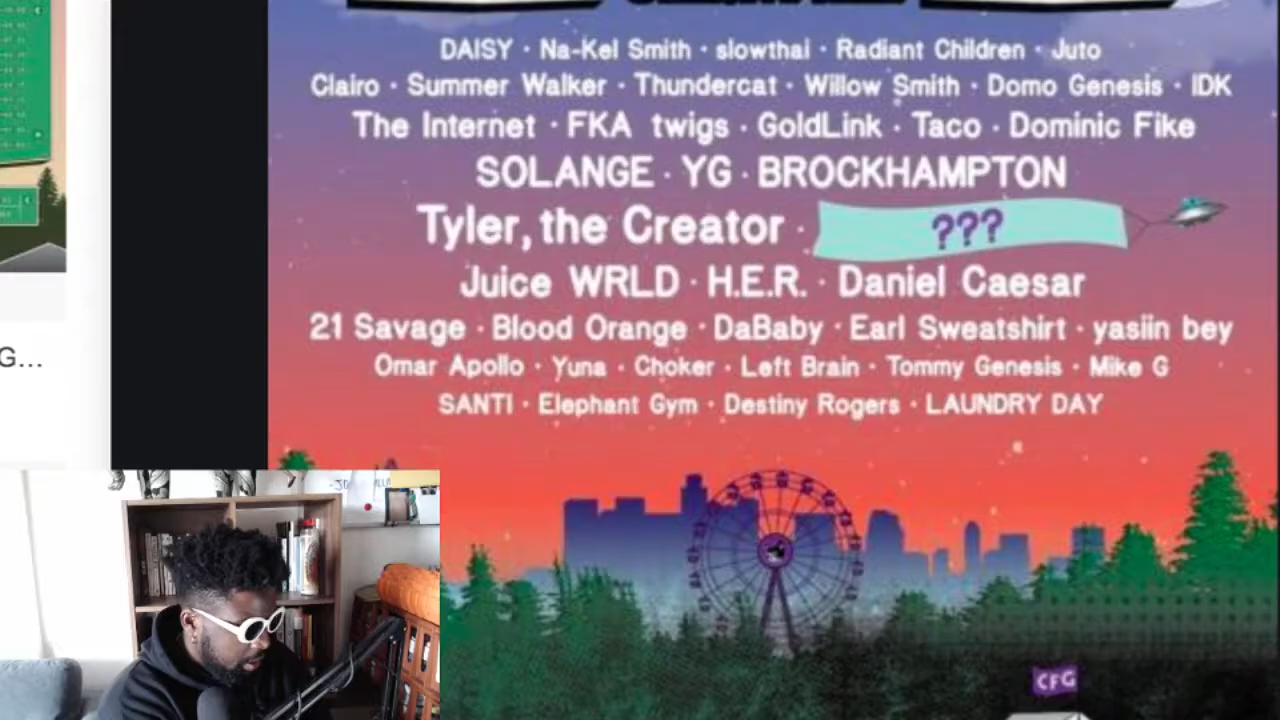 DAISY · Na-Kel Smith · slowthai · Radiant Children · Juto
Clairo · Summer Walker · Thundercat · Willow Smith · Domo Genesis · IDK
The Internet · FKA twigs · GoldLink · Taco · Dominic Fike
SOLANGE · YG · BROCKHAMPTON
Tyler, the Creator · ???
Juice WRLD · H.E.R. · Daniel Caesar
21 Savage · Blood Orange · DaBaby · Earl Sweatshirt · yasiin bey
Omar Apollo · Yuna · Choker · Left Brain · Tommy Genesis · Mike G
SANTI · Elephant Gym · Destiny Rogers · LAUNDRY DAY
G...
CFG